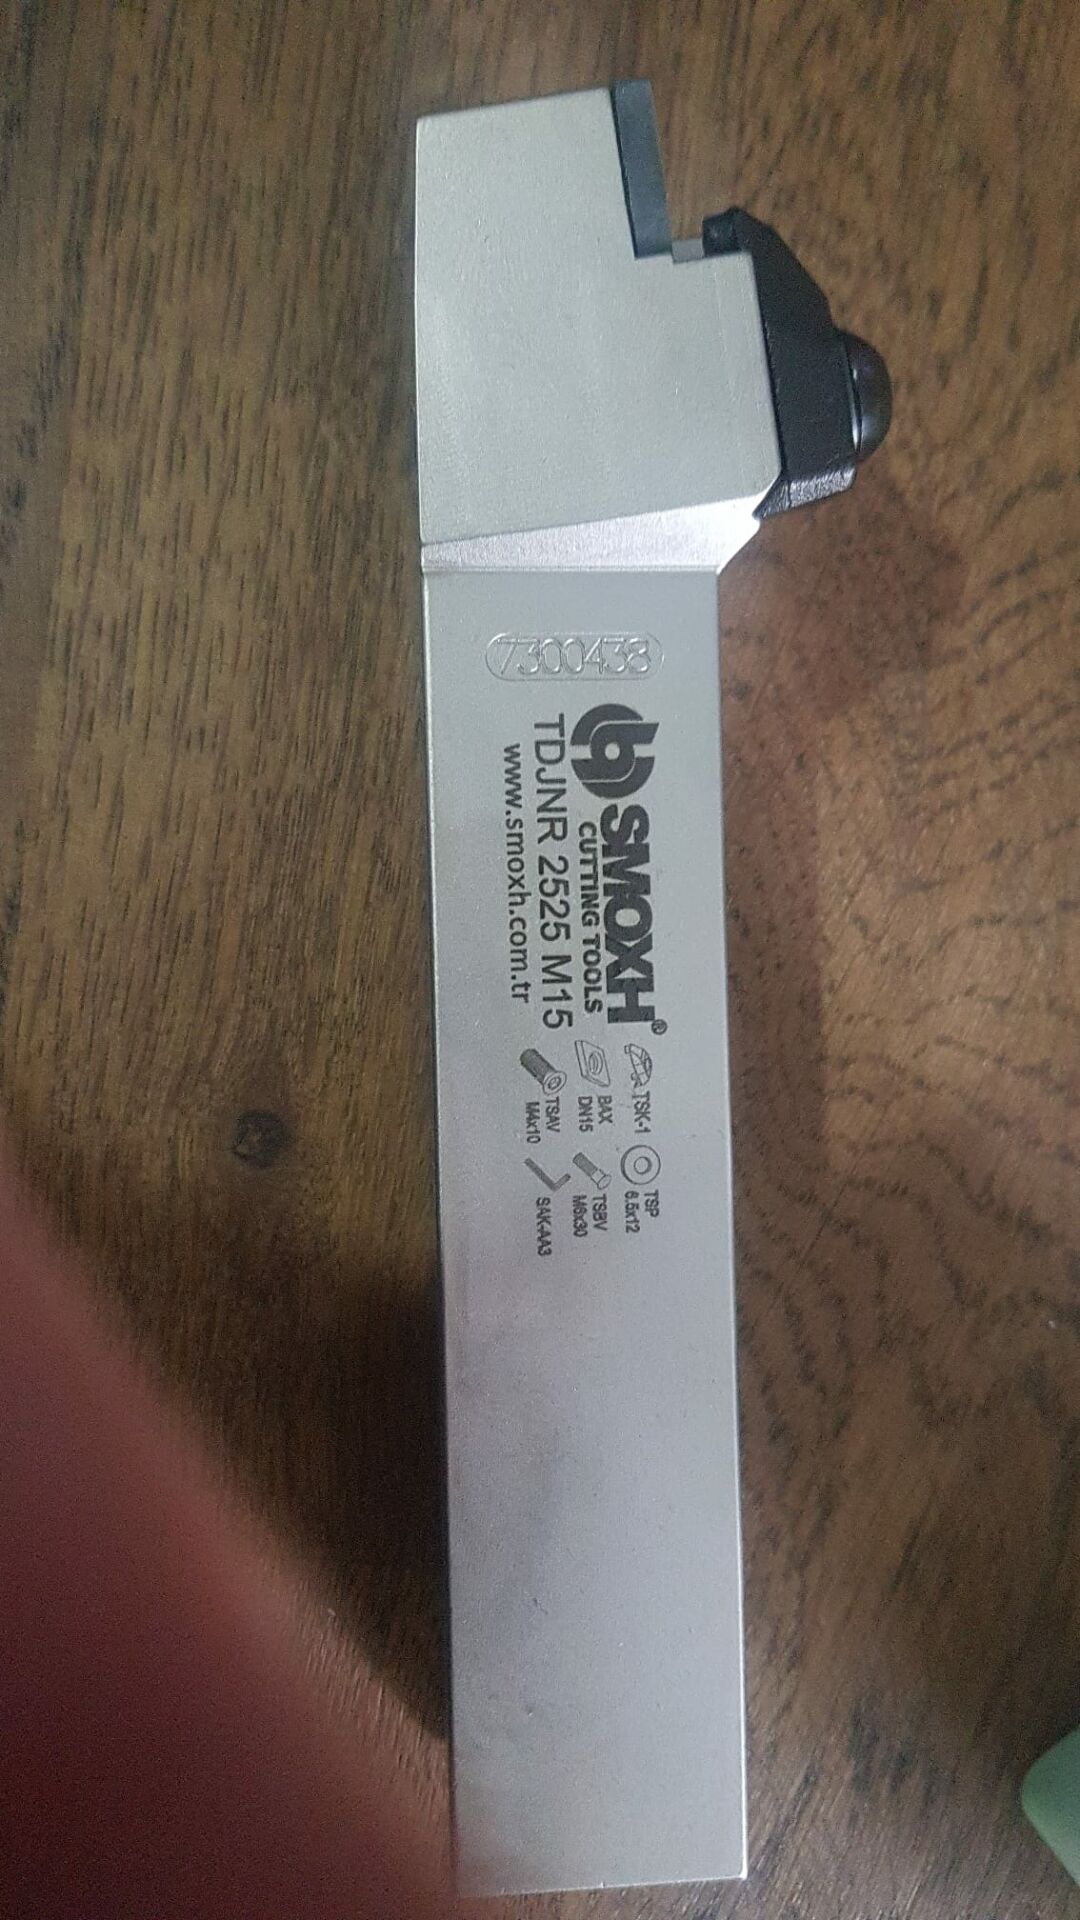 7300438
SMOXH®
CUTTING TOOLS
TDJNR 2525 M15
www.smoxh.com.tr
TSK-1
TSP
6.5x12
BAX
DN15
TSBV
M6x30
TSAV
M4x10
SAK-AA3